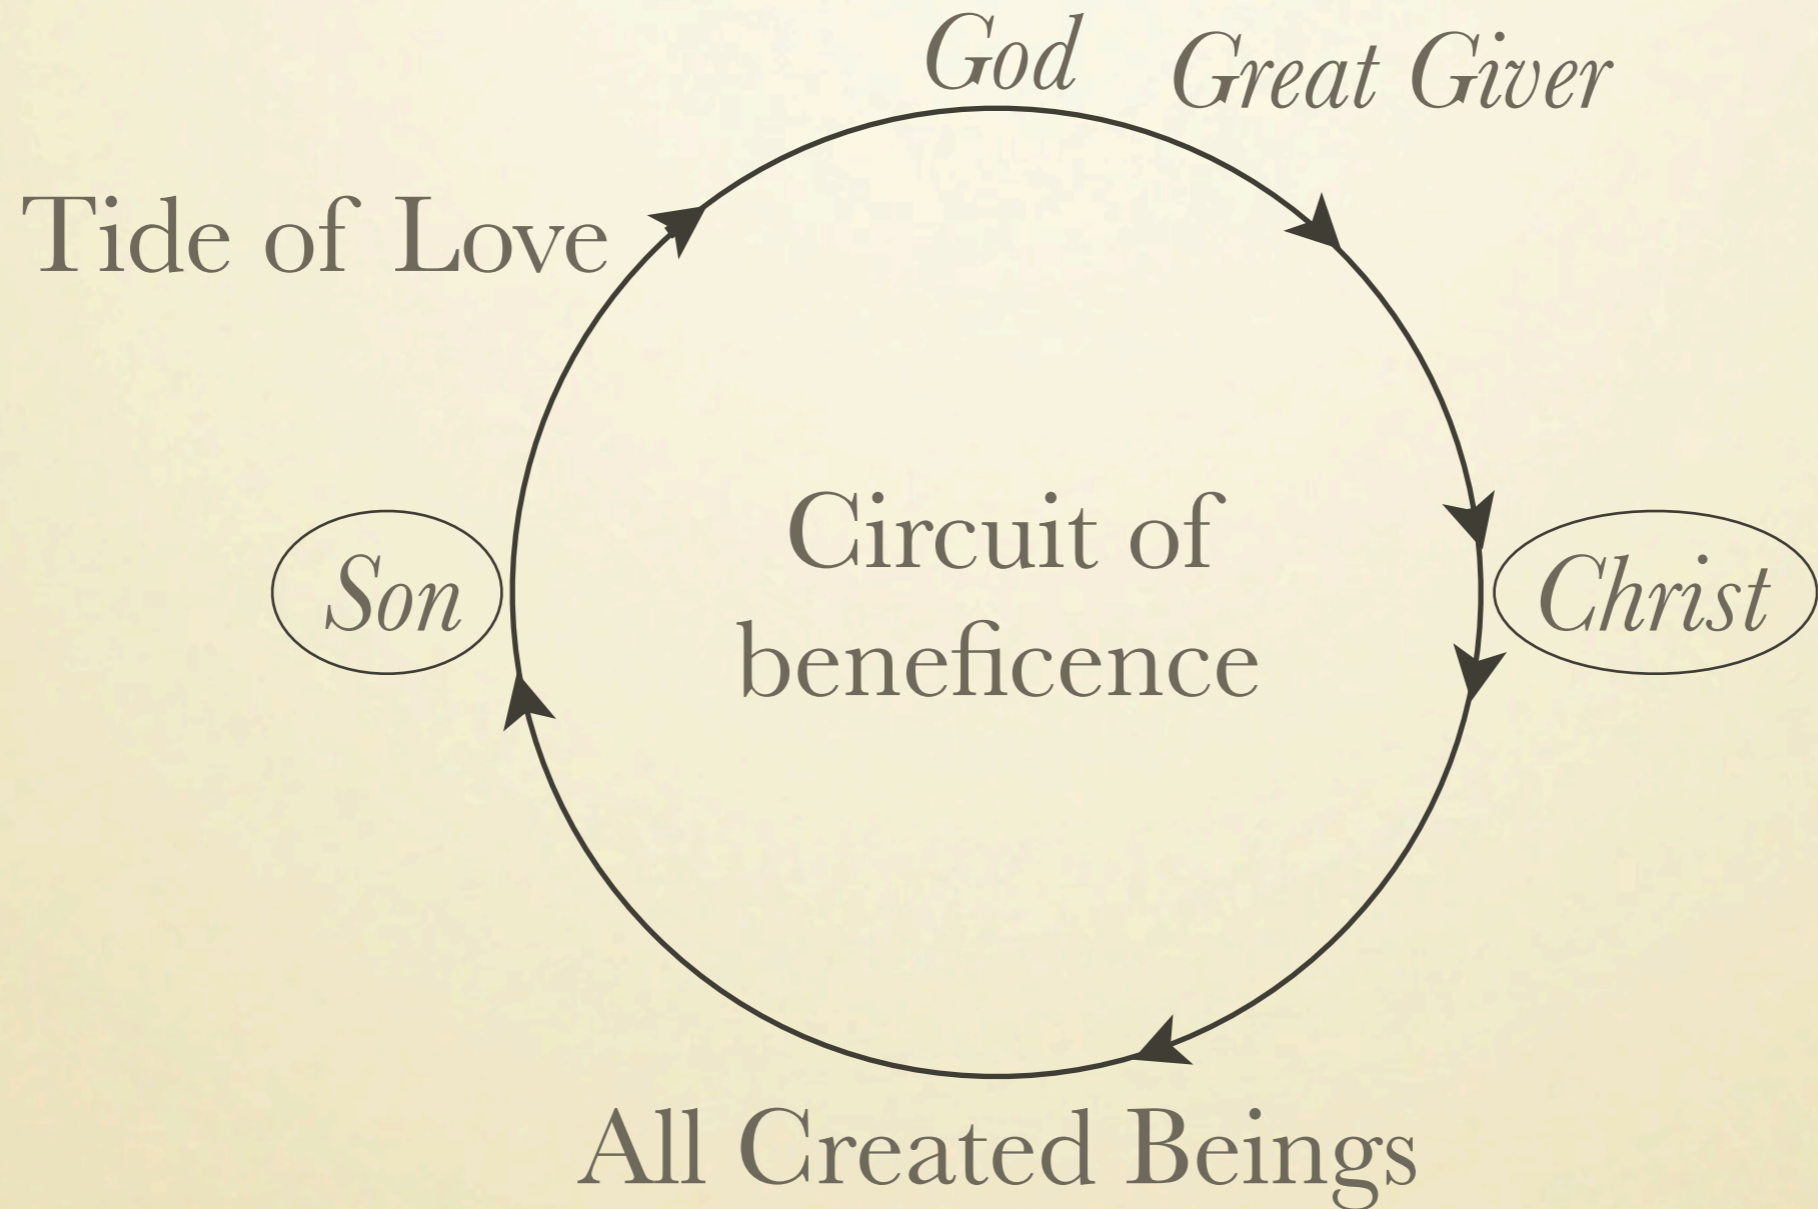 God
Great Giver
Tide of Love
Circuit of
beneficence
Son
Christ
All Created Beings